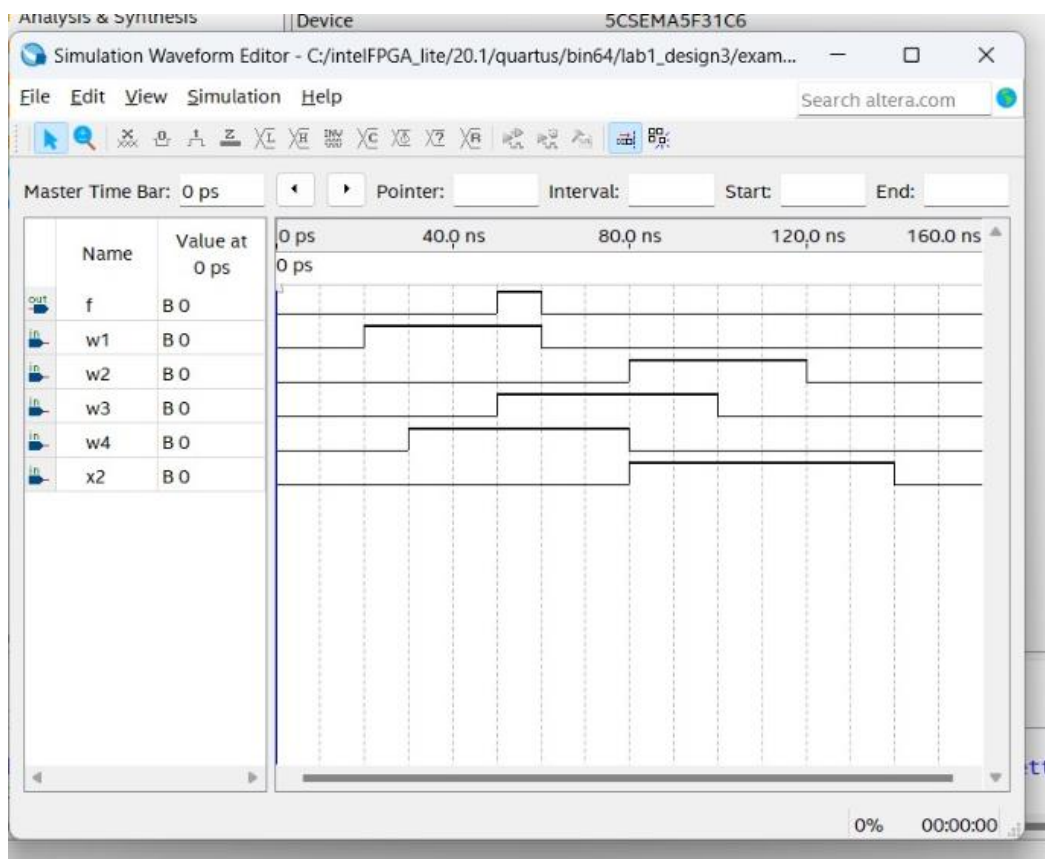 Analysis & Synthesis Device 5CSEMA5F31C6
Simulation Waveform Editor - C:/intelFPGA_lite/20.1/quartus/bin64/lab1_design3/exam...
File Edit View Simulation Help Search altera.com
Master Time Bar: 0 ps Pointer: Interval: Start: End:
Name Value at 0 ps
0 ps 40.0 ns 80.0 ns 120.0 ns 160.0 ns
0 ps
out f B 0
in w1 B 0
in w2 B 0
in w3 B 0
in w4 B 0
in x2 B 0
0% 00:00:00